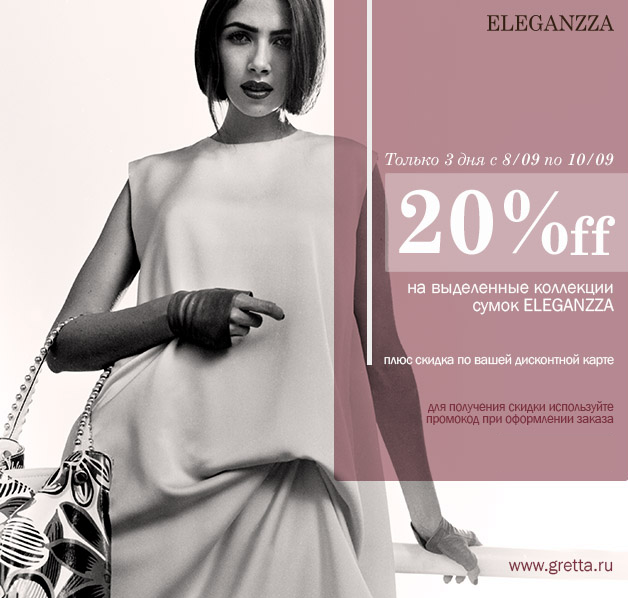 ELEGANZZA
Только 3 дня с 8/09 по 10/09
20%off
на выделенные коллекции
сумок ELEGANZZA
плюс скидка по вашей дисконтной карте
для получения скидки используйте
промокод при оформлении заказа
www.gretta.ru